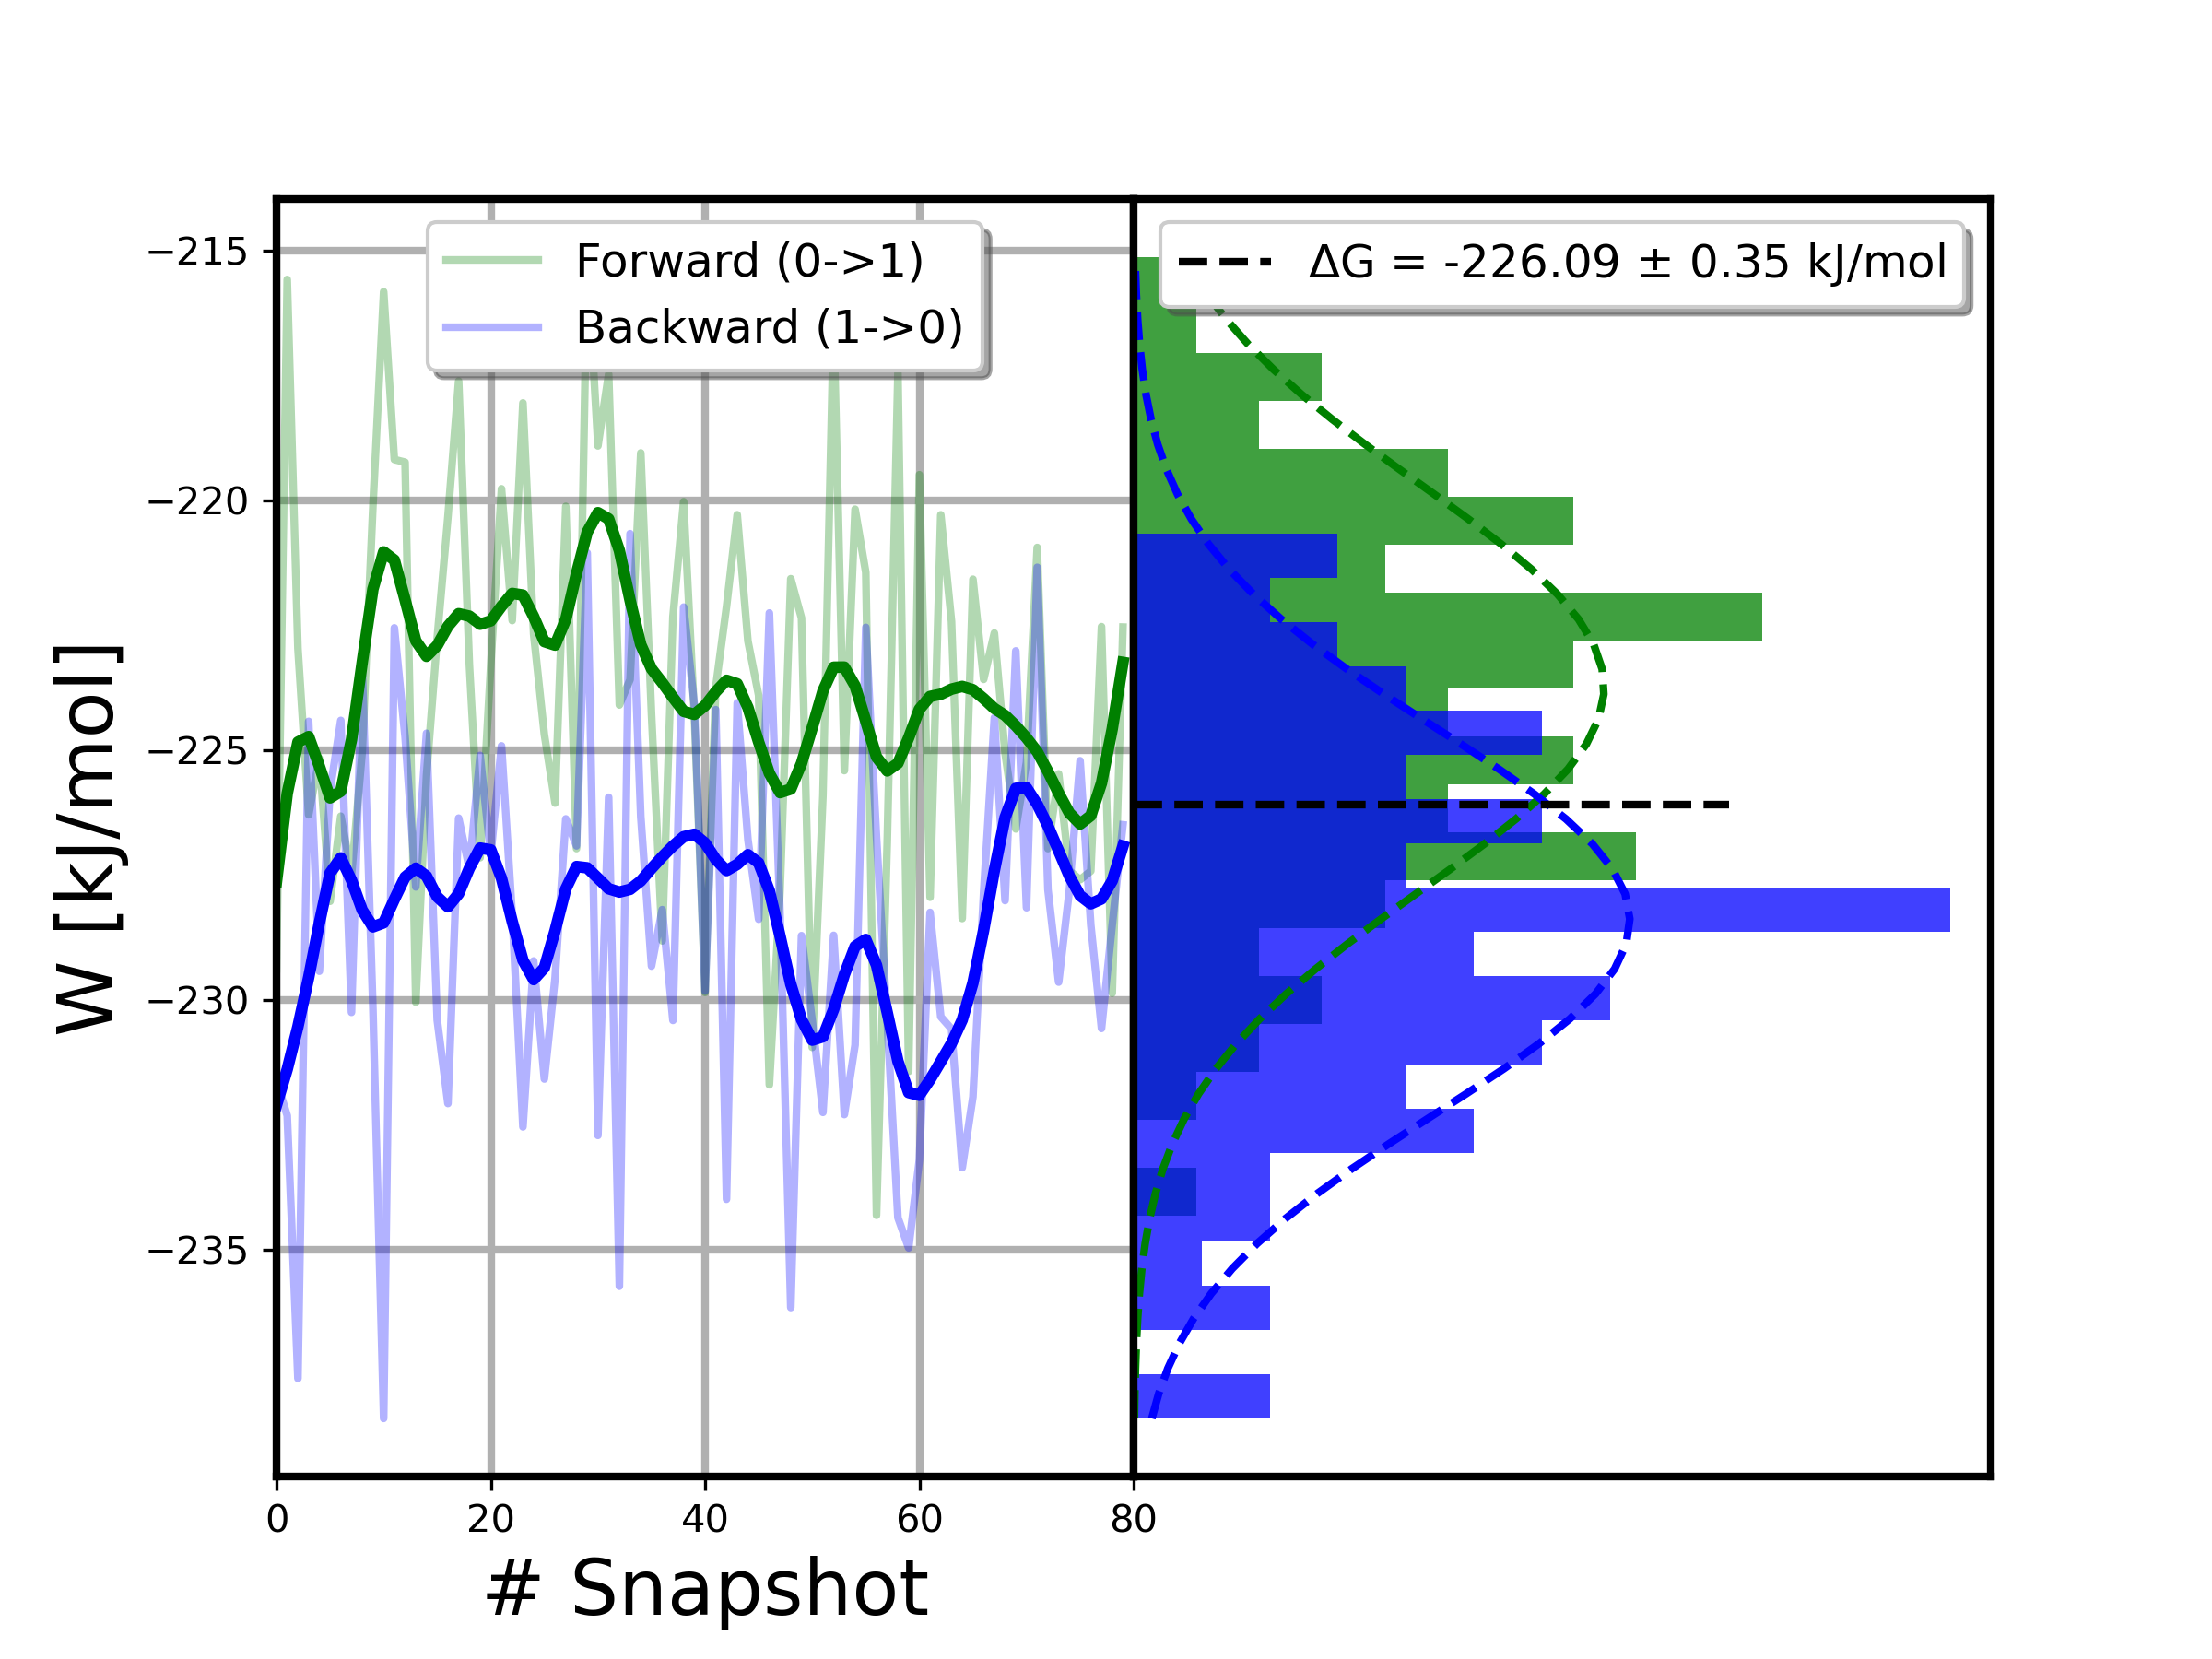 Forward (0->1)
Backward (1->0)
ΔG = -226.09 ± 0.35 kJ/mol
W [kJ/mol]
−215
−220
−225
−230
−235
0 20 40 60 80
# Snapshot